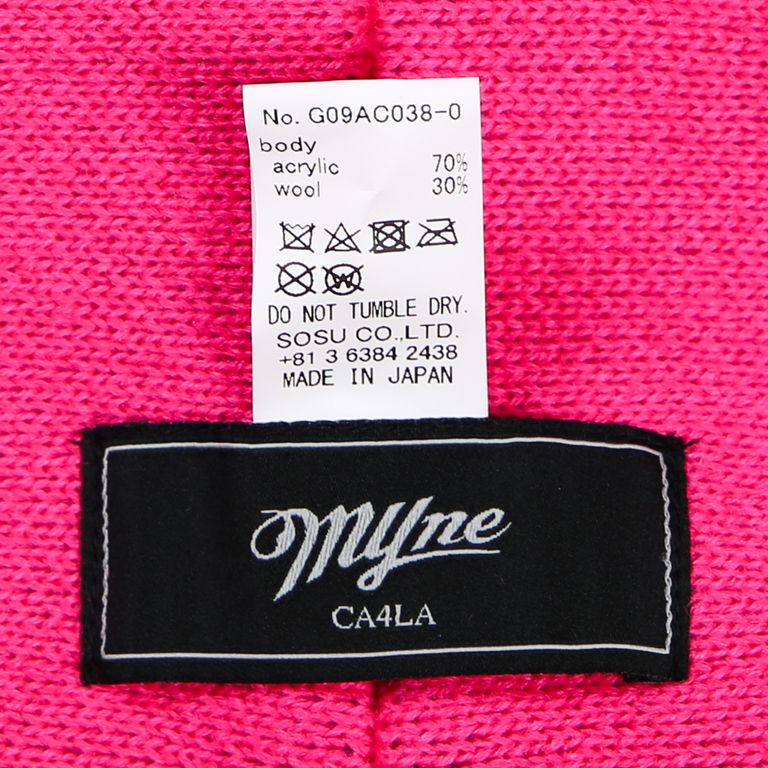 No. G09AC038-0
body
acrylic 70%
wool 30%
W
DO NOT TUMBLE DRY.
SOSU CO.,LTD.
+81 3 6384 2438
MADE IN JAPAN
myne
CA4LA